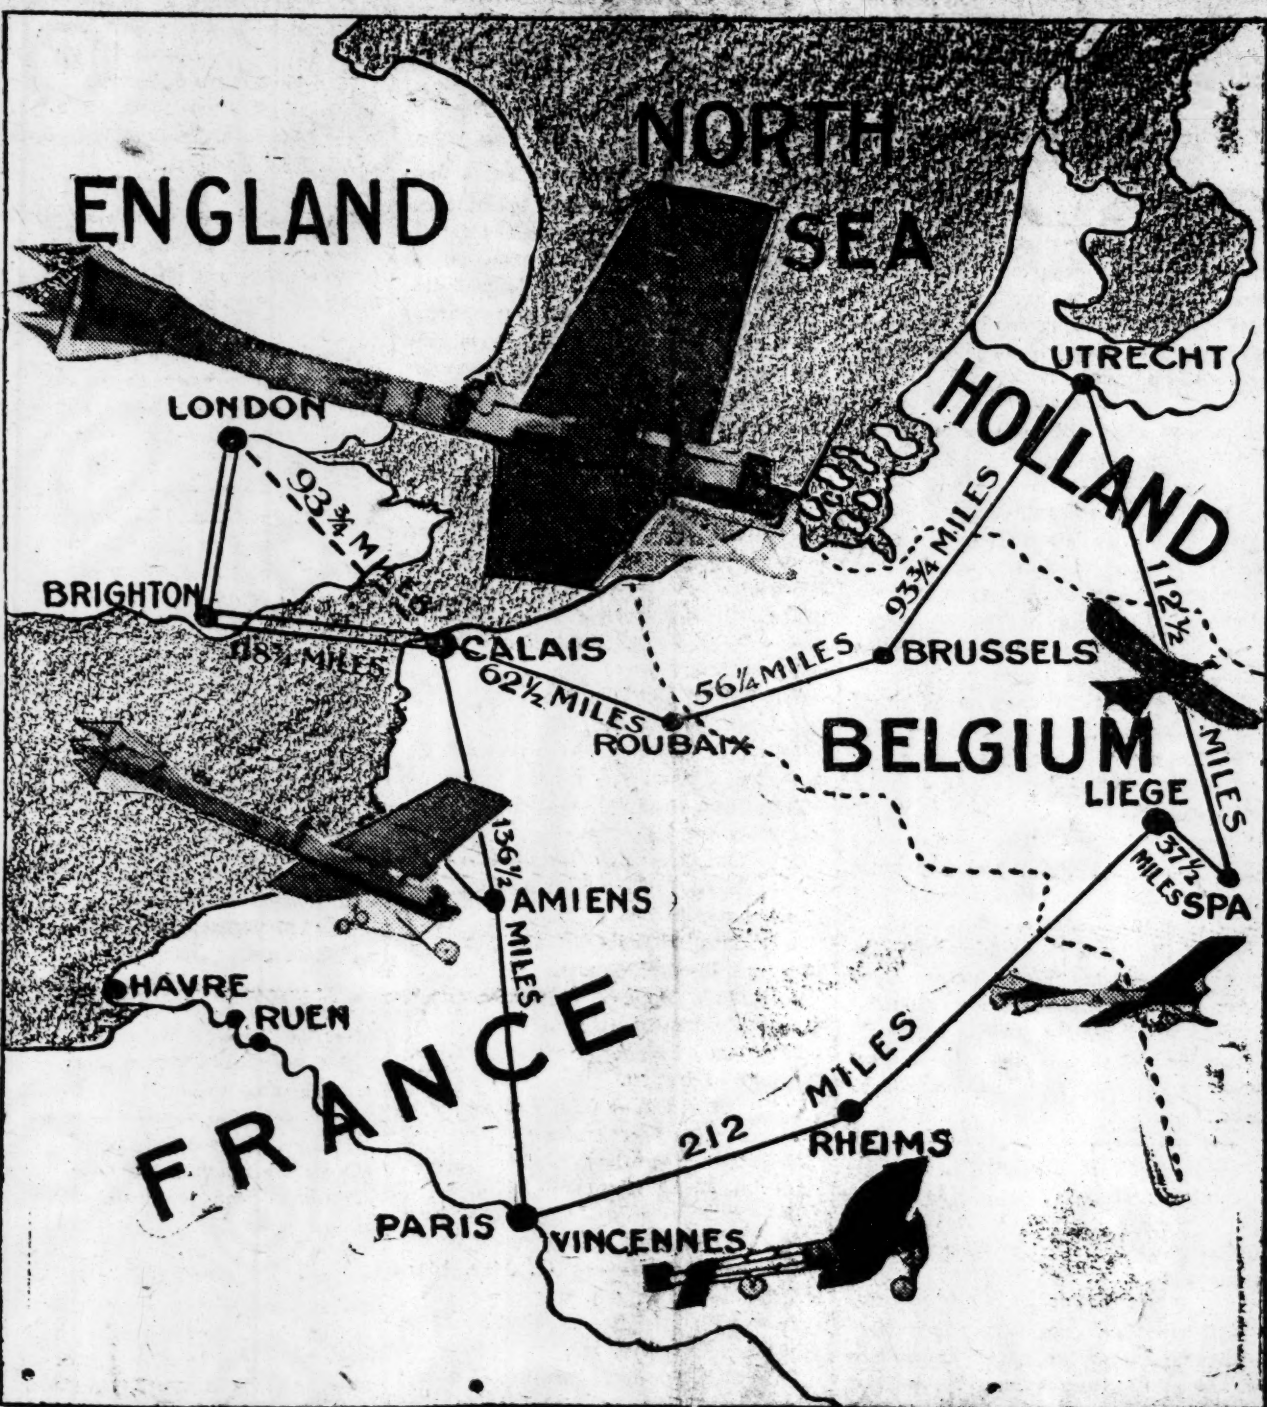 NORTH
SEA
ENGLAND
UTRECHT
HOLLAND
LONDON
93¾ MILES
93¾ MILES
112½
MILES
BRIGHTON
118¾ MILES
CALAIS
62½ MILES
56¼ MILES
BRUSSELS
ROUBAIX
BELGIUM
LIEGE
37½
MILES
SPA
136½
MILES
AMIENS
HAVRE
RUEN
FRANCE
212
MILES
RHEIMS
PARIS
VINCENNES